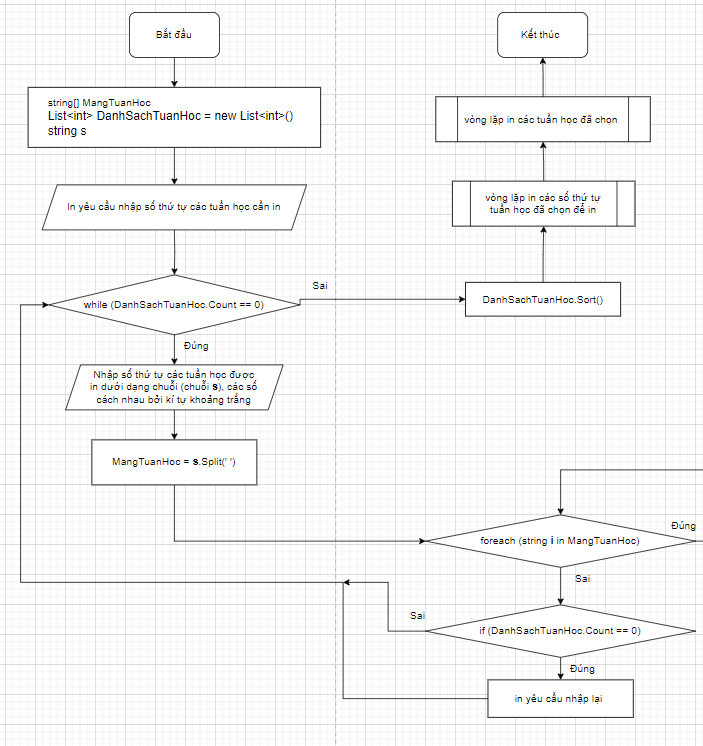 Bắt đầu
string[] MangTuanHoc
List<int> DanhSachTuanHoc = new List<int>()
string s
In yêu cầu nhập số thứ tự các tuần học cần in
while (DanhSachTuanHoc.Count == 0)
Sai
Đúng
Nhập số thứ tự các tuần học được
in dưới dạng chuỗi (chuỗi s), các số
cách nhau bởi kí tự khoảng trắng
MangTuanHoc = s.Split(' ')
Kết thúc
vòng lặp in các tuần học đã chọn
vòng lặp in các số thứ tự
tuần học đã chọn để in
DanhSachTuanHoc.Sort()
foreach (string i in MangTuanHoc)
Đúng
Sai
if (DanhSachTuanHoc.Count == 0)
Sai
Đúng
in yêu cầu nhập lại